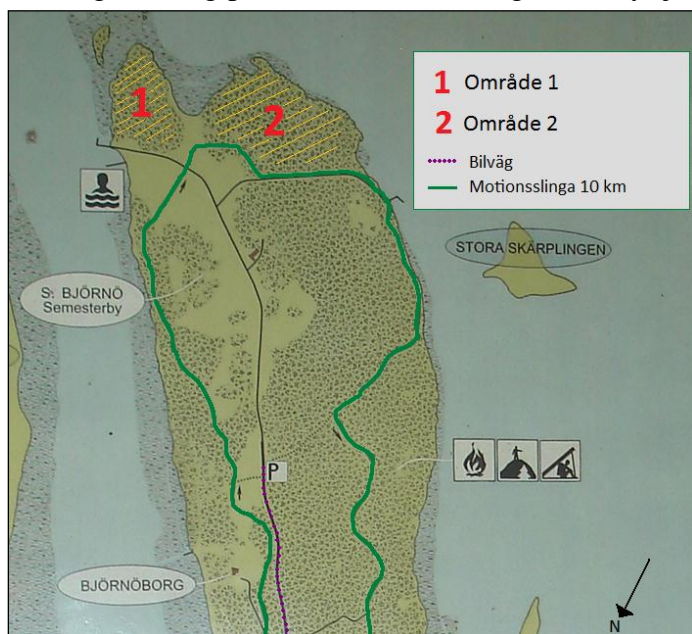 1 Område 1
2 Område 2
Bilväg
Motionsslinga 10 km
1
2
STORA SKÄRPLINGEN
S: BJÖRNÖ
Semesterby
P
BJÖRNÖBORG
N